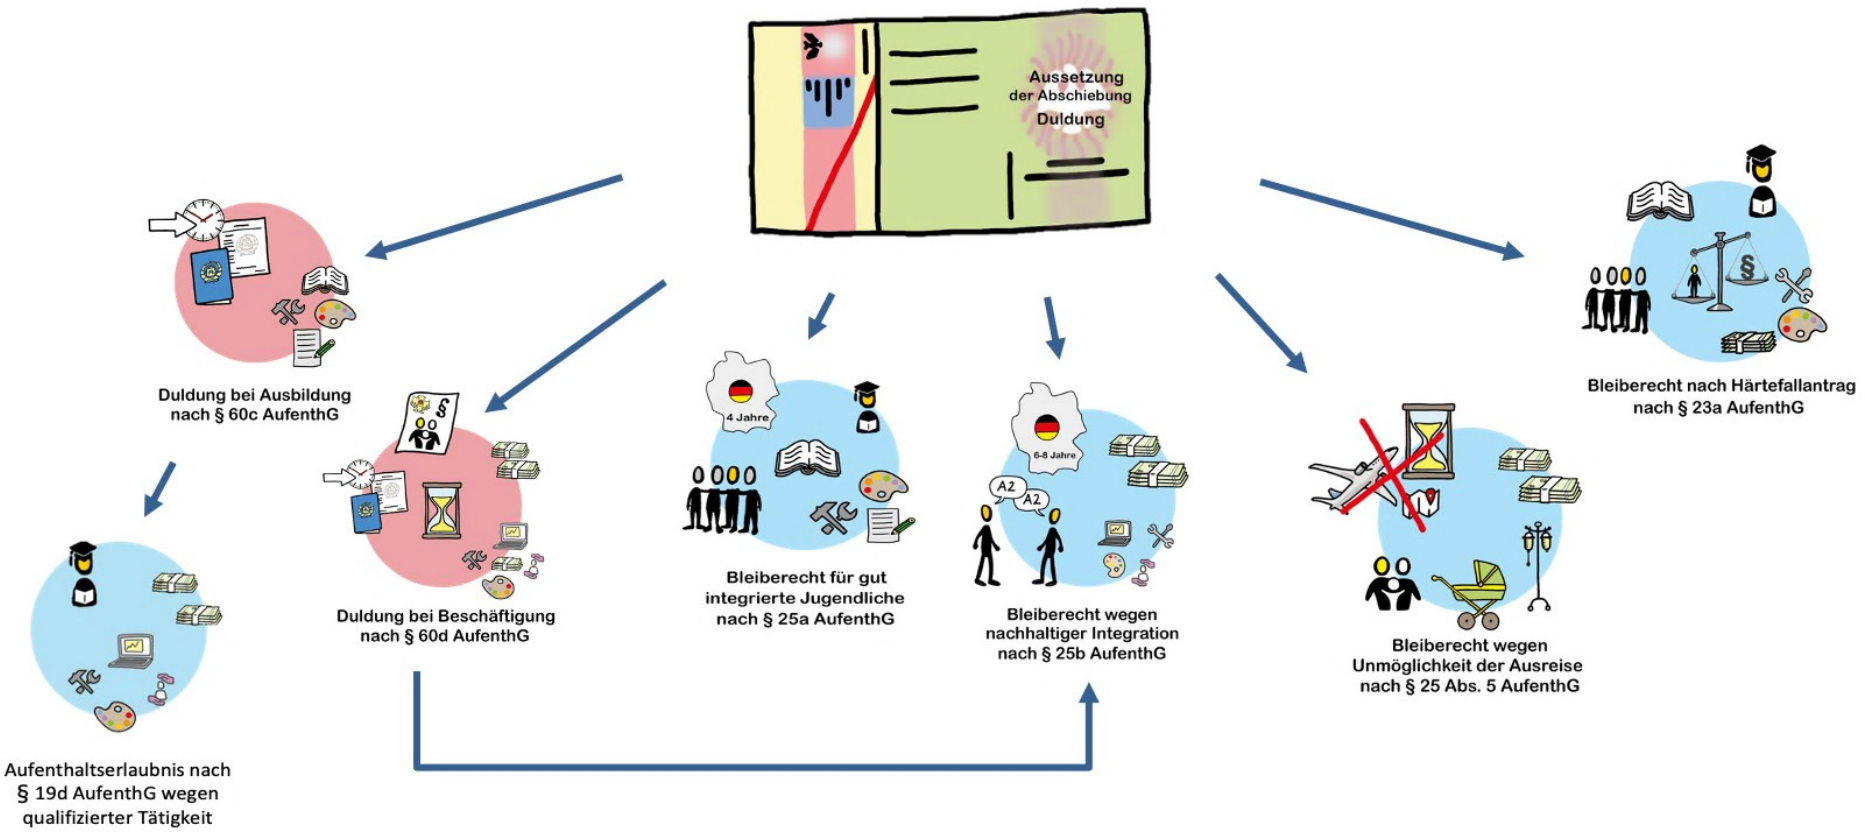 Aussetzung
der Abschiebung
Duldung
Duldung bei Ausbildung
nach § 60c AufenthG
§
Duldung bei Beschäftigung
nach § 60d AufenthG
Aufenthaltserlaubnis nach
§ 19d AufenthG wegen
qualifizierter Tätigkeit
4 Jahre
Bleiberecht für gut
integrierte Jugendliche
nach § 25a AufenthG
6-8 Jahre
A2
A2
Bleiberecht wegen
nachhaltiger Integration
nach § 25b AufenthG
Bleiberecht wegen
Unmöglichkeit der Ausreise
nach § 25 Abs. 5 AufenthG
§
Bleiberecht nach Härtefallantrag
nach § 23a AufenthG